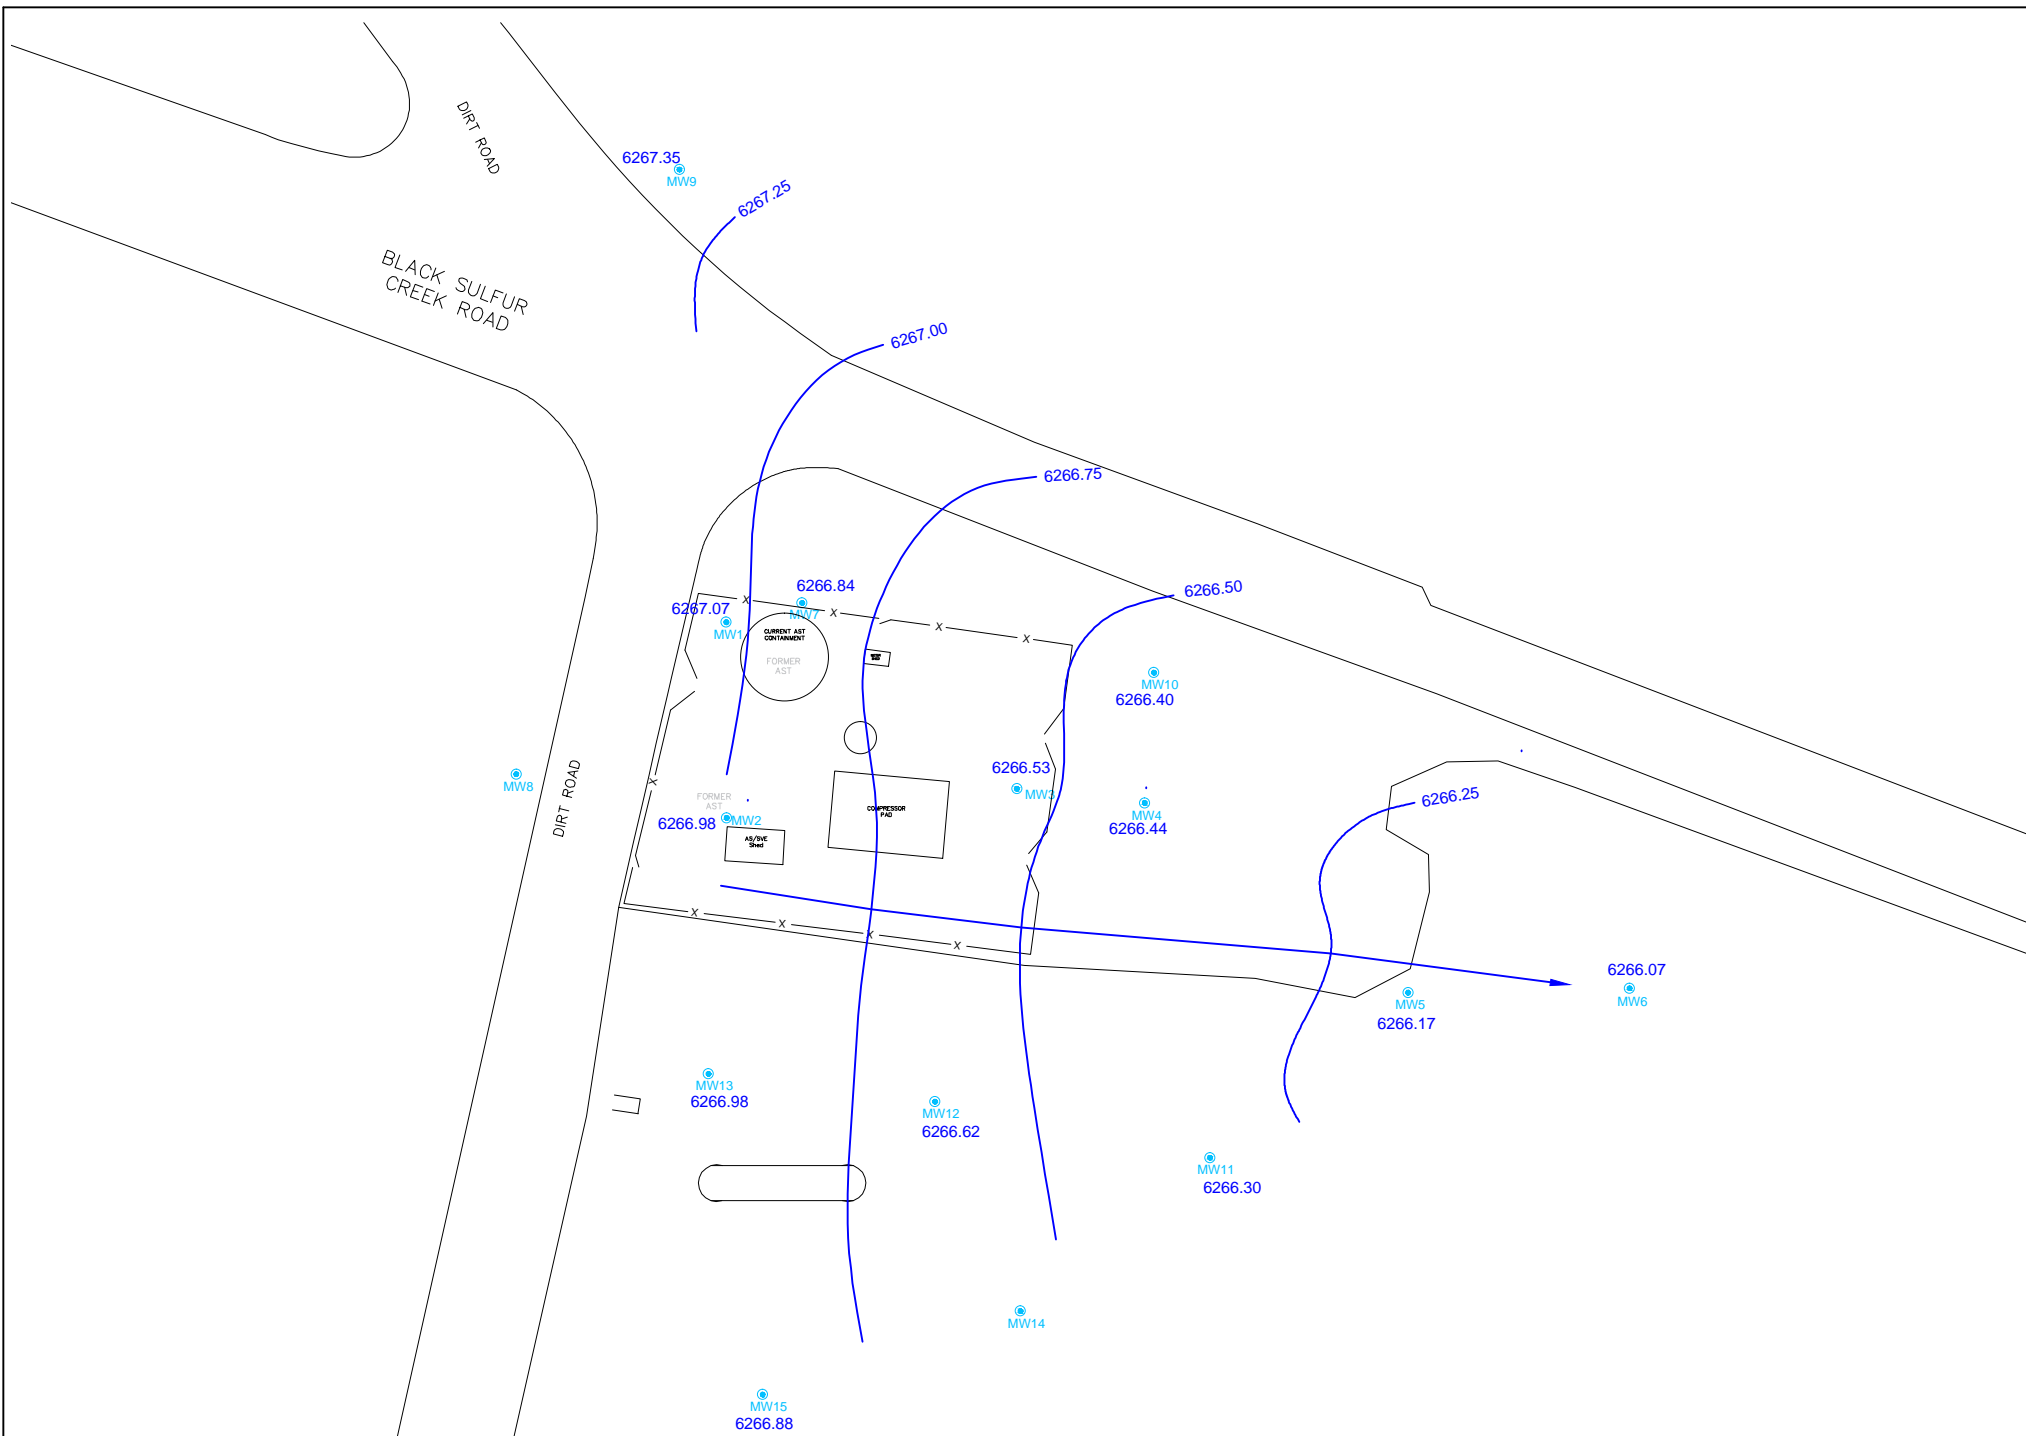 DIRT ROAD
6267.35
MW9
6267.25
BLACK SULFUR
CREEK ROAD
6267.00
6266.75
6266.84
MW7
6267.07
MW1
X
X
X
X
CURRENT AST
CONTAINMENT
FORMER
AST
6266.50
MW10
6266.40
6266.53
MW3
MW4
6266.44
6266.25
MW8
DIRT ROAD
X
FORMER
AST
6266.98
MW2
AS/SVE
Shed
COMPRESSOR
PAD
X
X
X
X
6266.07
MW6
MW5
6266.17
MW13
6266.98
MW12
6266.62
MW11
6266.30
MW14
MW15
6266.88